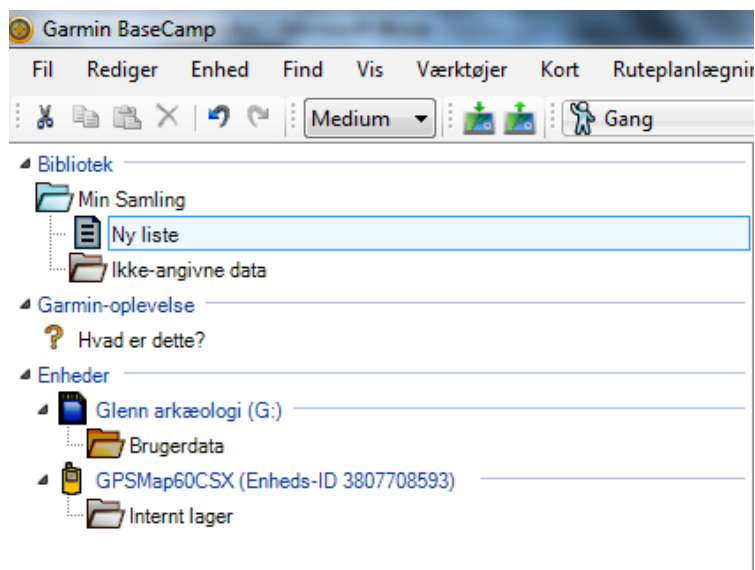 Garmin BaseCamp
Fil Rediger Enhed Find Vis Værktøjer Kort
Medium Gang
Bibliotek
Min Samling
Ny liste
Ikke-angivne data
Garmin-oplevelse
? Hvad er dette?
Enheder
Glenn arkæologi (G:)
Brugerdata
GPSMap60CSX (Enheds-ID 3807708593)
Internt lager